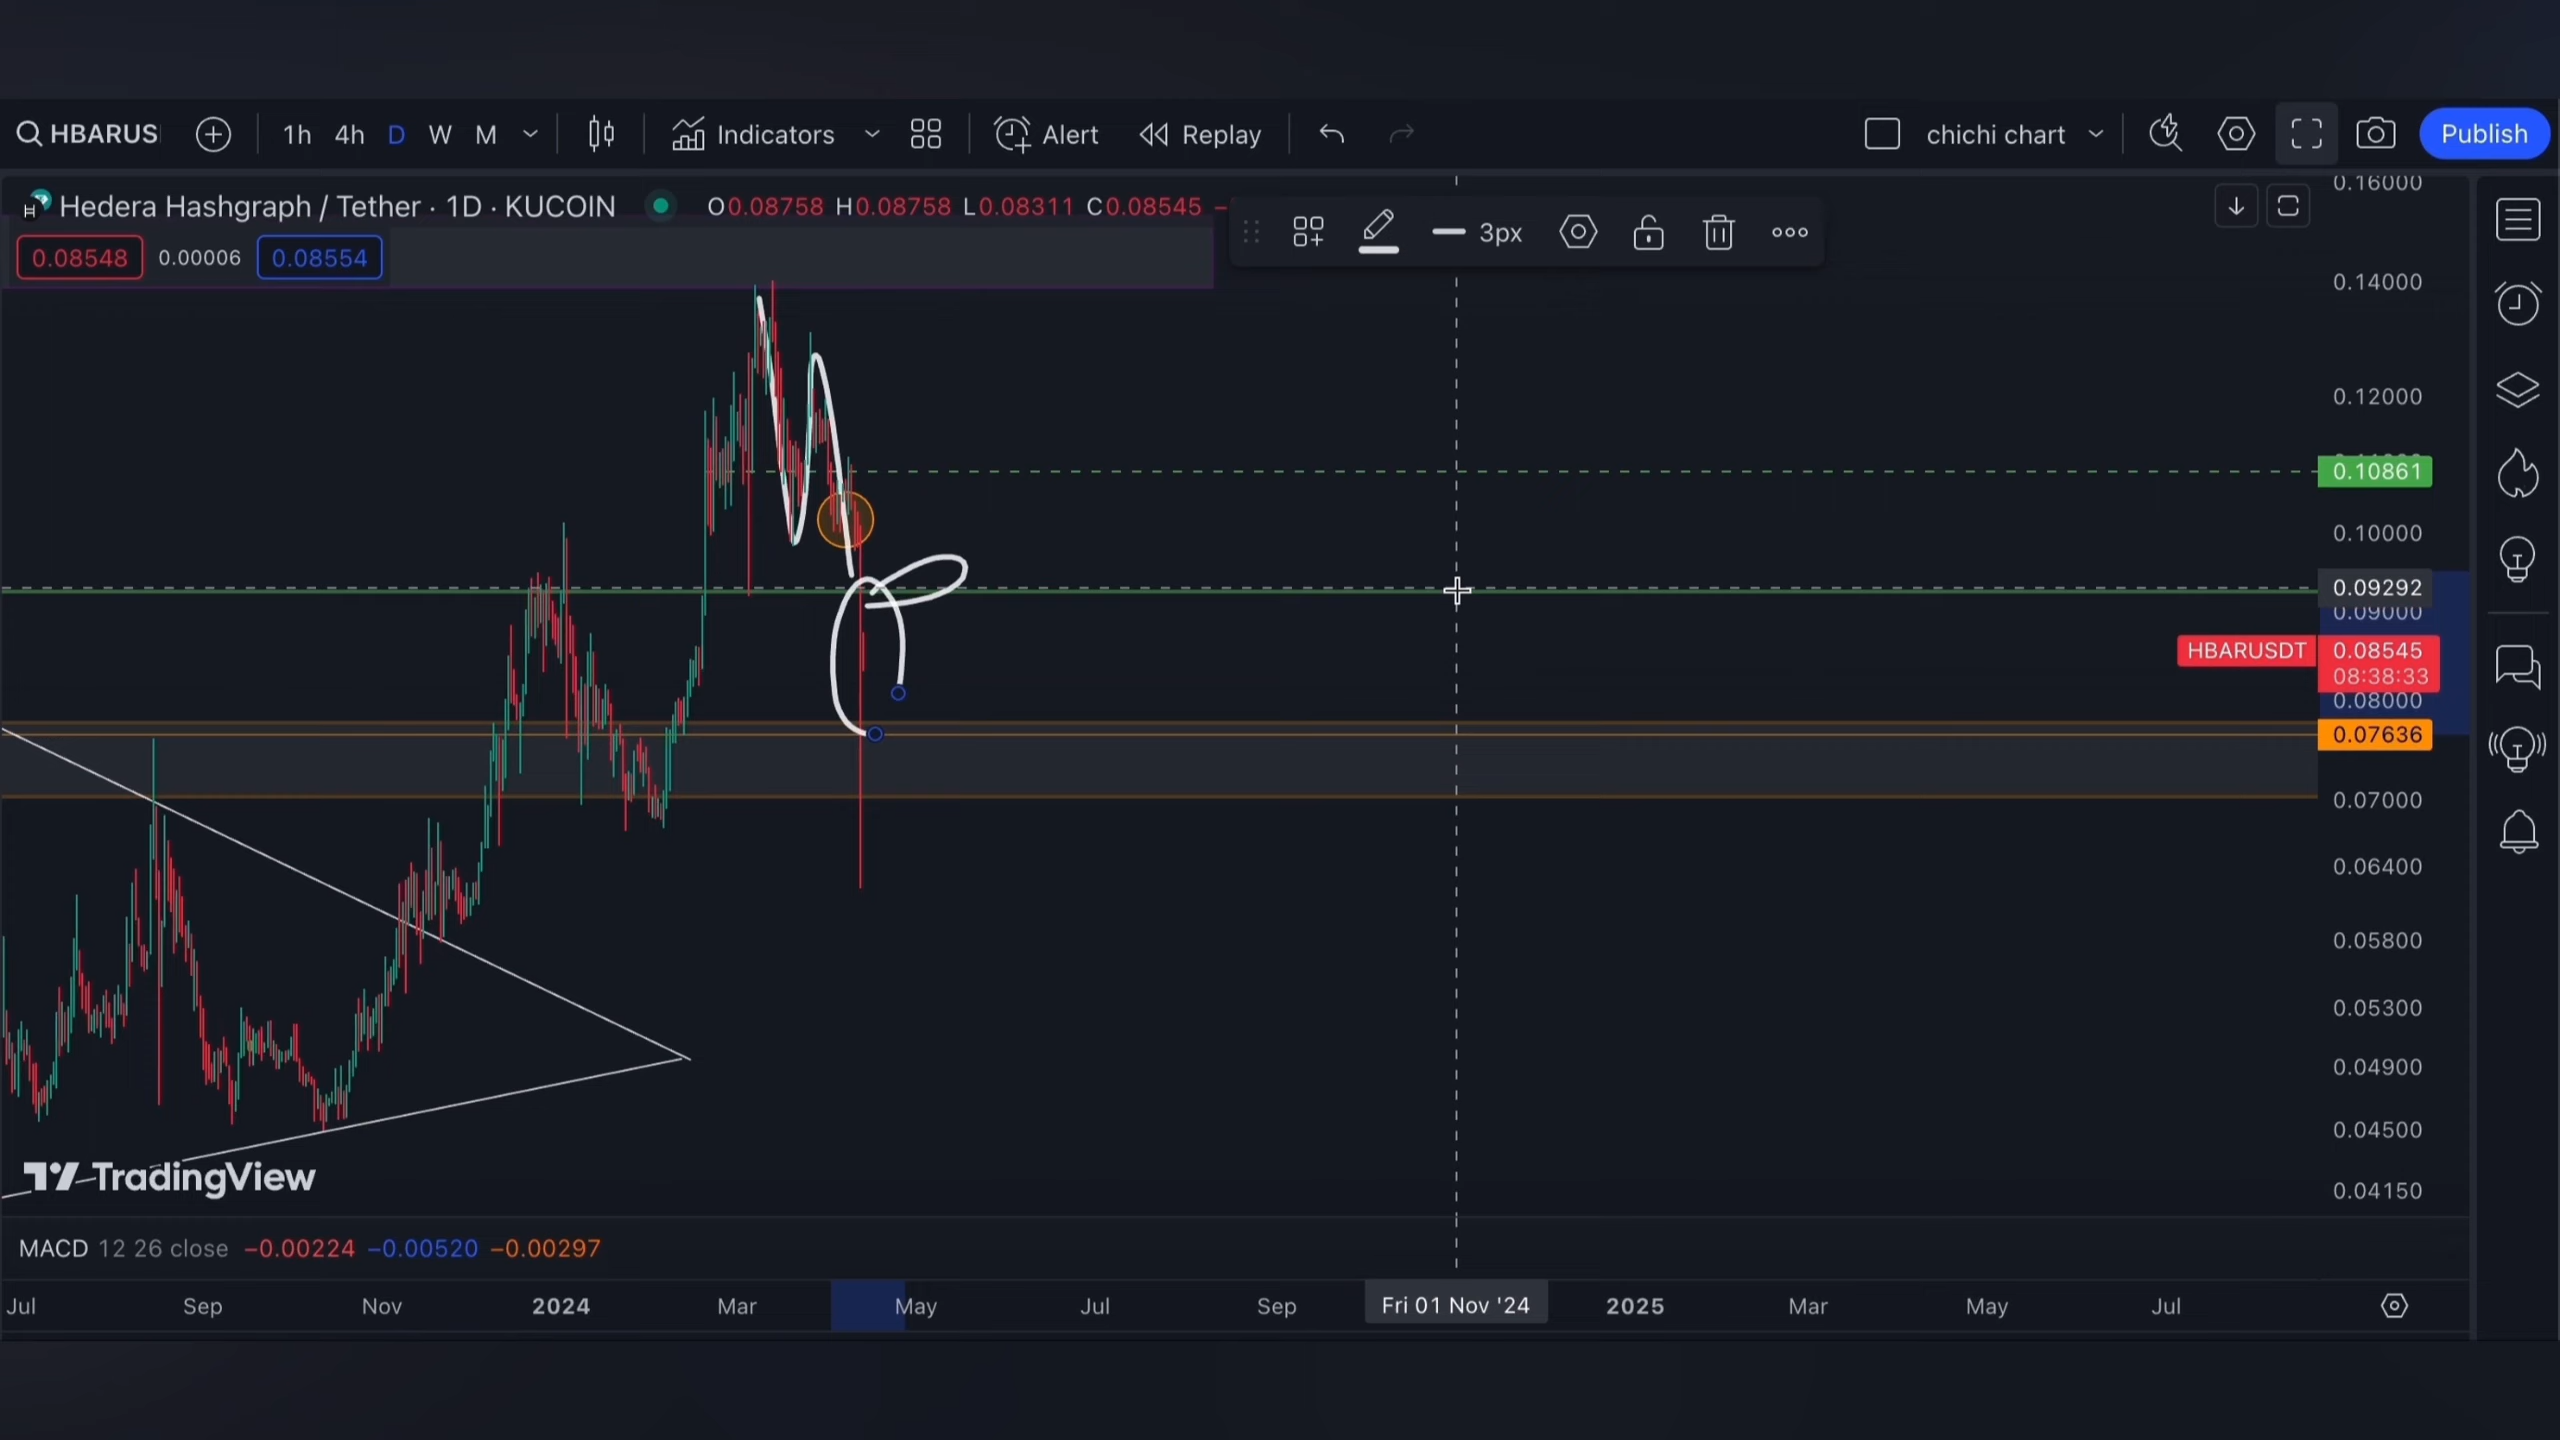 HBARUS 1h 4h D W M Indicators Alert Replay chichi chart Publish
Hedera Hashgraph / Tether · 1D · KUCOIN O0.08758 H0.08758 L0.08311 C0.08545 −
0.08548 0.00006 0.08554
3px
0.16000
0.14000
0.12000
0.10861
0.10000
0.09292
0.09000
HBARUSDT 0.08545
08:38:33
0.08000
0.07636
0.07000
0.06400
0.05800
0.05300
0.04900
0.04500
0.04150
TradingView
MACD 12 26 close −0.00224 −0.00520 −0.00297
Jul Sep Nov 2024 Mar May Jul Sep Fri 01 Nov '24 2025 Mar May Jul